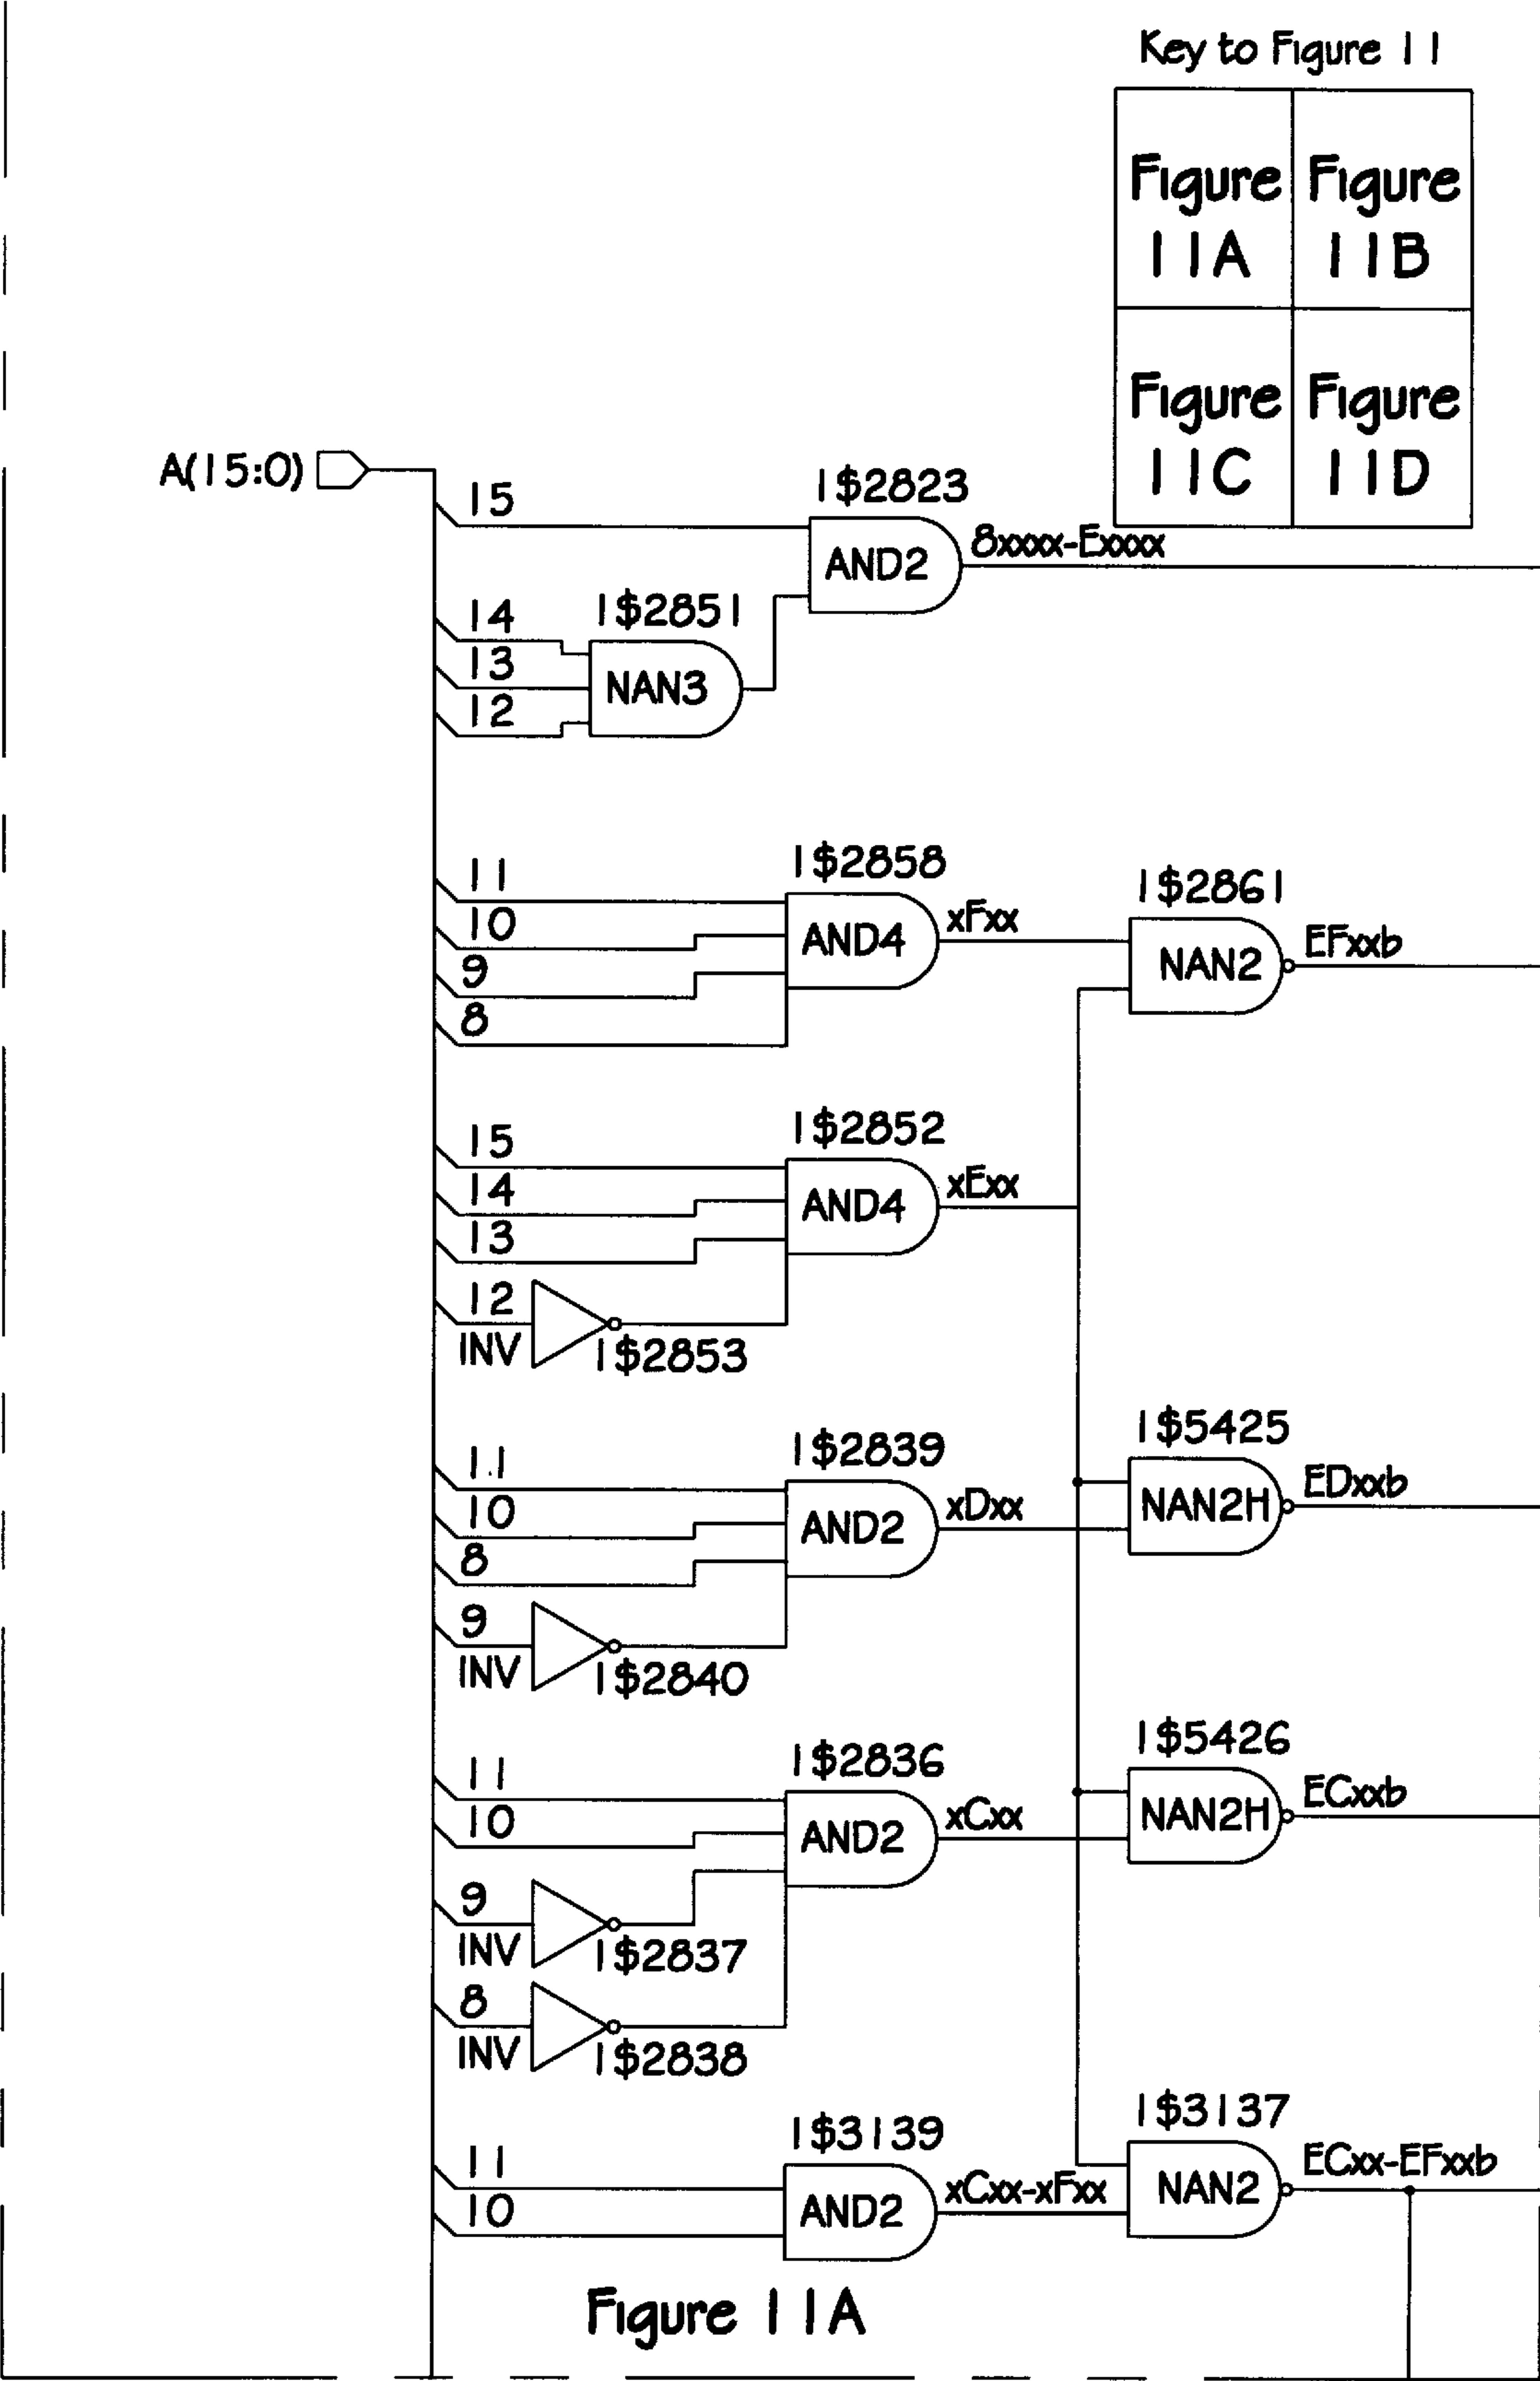 Key to Figure 11
Figure 11A
Figure 11B
Figure 11C
Figure 11D
A(15:0)
15
1$2823
AND2
8xxxx-Exxxx
14
13
12
1$2851
NAN3
11
10
9
8
1$2858
AND4
xFxx
1$2861
NAN2
EFxxb
15
14
13
12
INV
1$2853
1$2852
AND4
xExx
11
10
8
9
INV
1$2840
1$2839
AND2
xDxx
1$5425
NAN2H
EDxxb
11
10
9
INV
1$2837
8
INV
1$2838
1$2836
AND2
xCxx
1$5426
NAN2H
ECxxb
11
10
1$3139
AND2
xCxx-xFxx
1$3137
NAN2
ECxx-EFxxb
Figure 11A